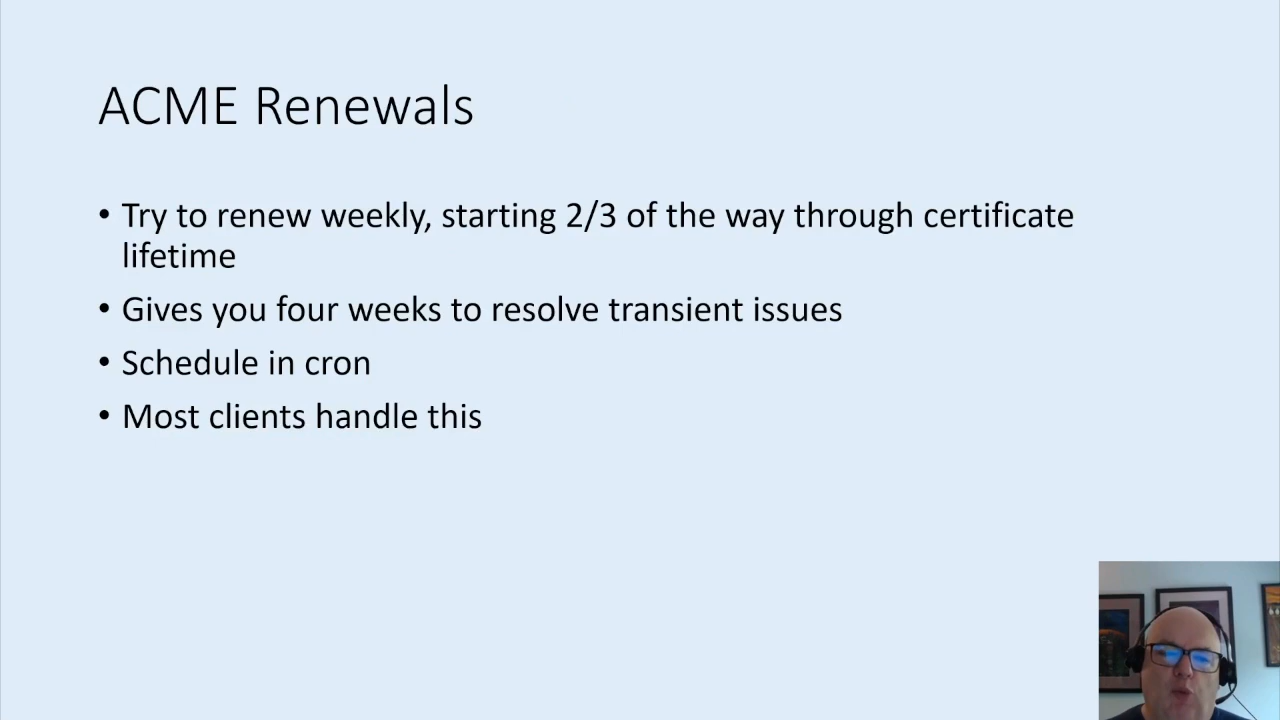 ACME Renewals
• Try to renew weekly, starting 2/3 of the way through certificate
lifetime
• Gives you four weeks to resolve transient issues
• Schedule in cron
• Most clients handle this